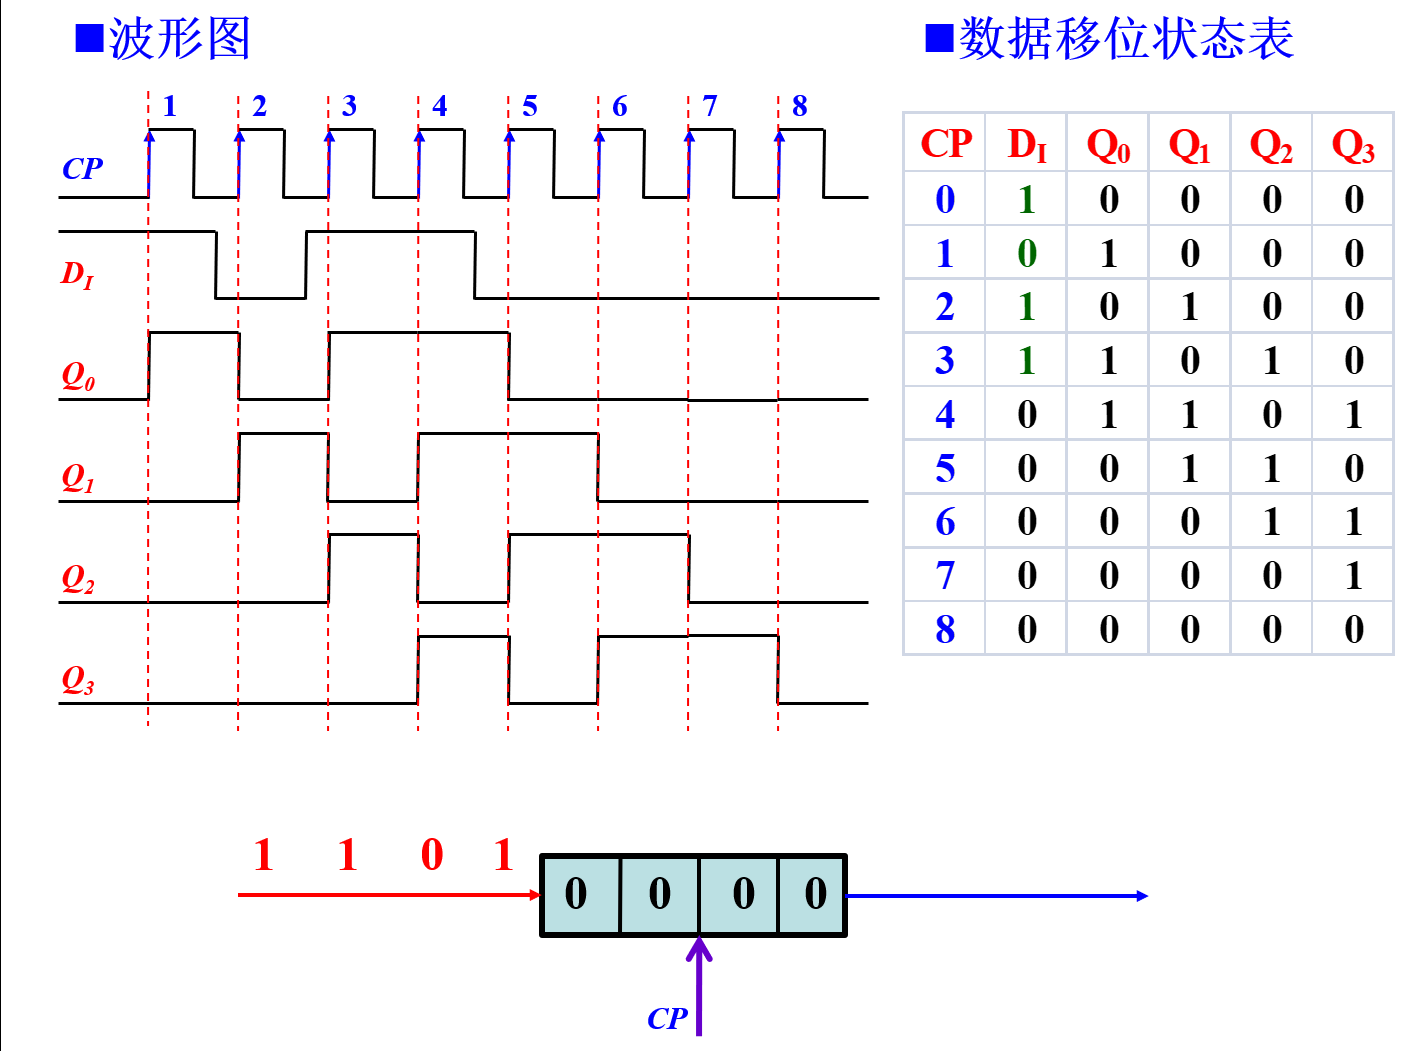 ■波形图
■数据移位状态表
1 2 3 4 5 6 7 8
CP
D_I
Q_0
Q_1
Q_2
Q_3
CP D_I Q_0 Q_1 Q_2 Q_3
0 1 0 0 0 0
1 0 1 0 0 0
2 1 0 1 0 0
3 1 1 0 1 0
4 0 1 1 0 1
5 0 0 1 1 0
6 0 0 0 1 1
7 0 0 0 0 1
8 0 0 0 0 0
1 1 0 1
0 0 0 0
CP